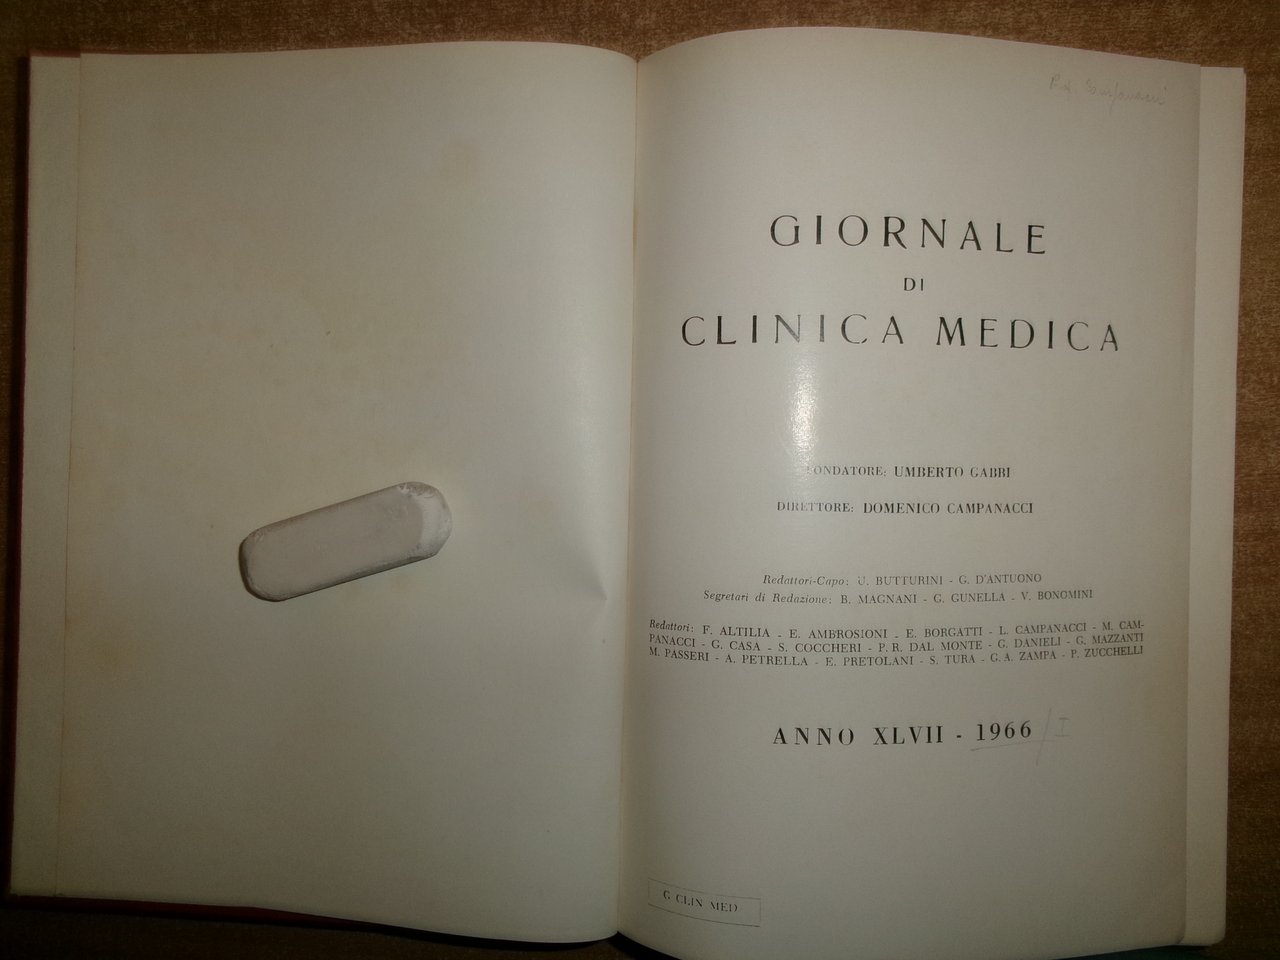 GIORNALE
DI
CLINICA MEDICA
FONDATORE: UMBERTO GABBI
DIRETTORE: DOMENICO CAMPANACCI
Redattori-Capo: U. BUTTURINI - G. D'ANTUONO
Segretari di Redazione: B. MAGNANI - G. GUNELLA - V. BONOMINI
Redattori: F. ALTILIA - E. AMBROSIONI - E. BORGATTI - L. CAMPANACCI - M. CAM-
PANACCI - G. CASA - S. COCCHERI - P. R. DAL MONTE - G. DANIELI - G. MAZZANTI
M. PASSERI - A. PETRELLA - E. PRETOLANI - S. TURA - G. A. ZAMPA - P. ZUCCHELLI
ANNO XLVII - 1966 / I
G CLIN MED